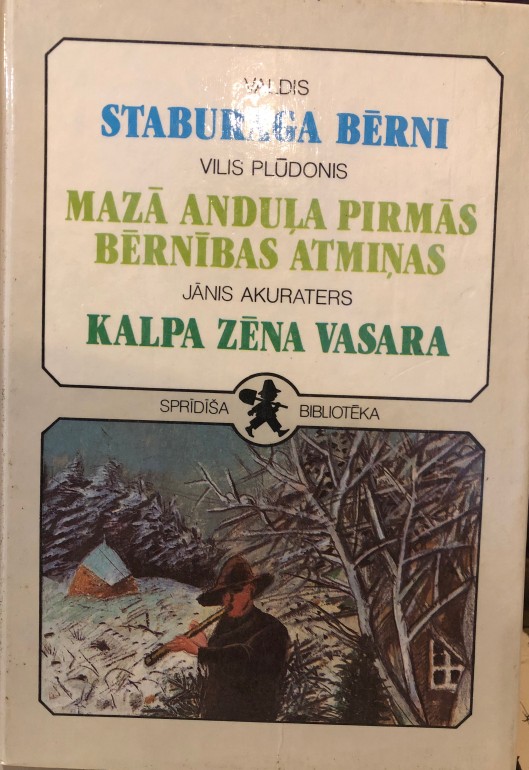 VALDIS
STABURAGA BĒRNI
VILIS PLŪDONIS
MAZĀ ANDUĻA PIRMĀS
BĒRNĪBAS ATMIŅAS
JĀNIS AKURATERS
KALPA ZĒNA VASARA
SPRĪDĪŠA BIBLIOTĒKA